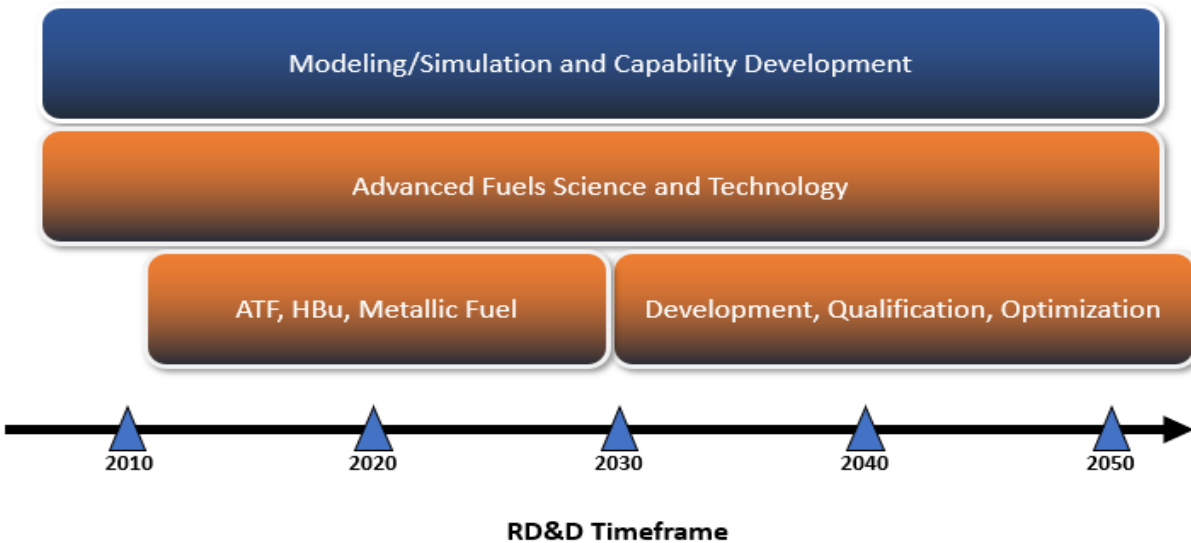 Modeling/Simulation and Capability Development
Advanced Fuels Science and Technology
ATF, HBu, Metallic Fuel
Development, Qualification, Optimization
2010
2020
2030
2040
2050
RD&D Timeframe